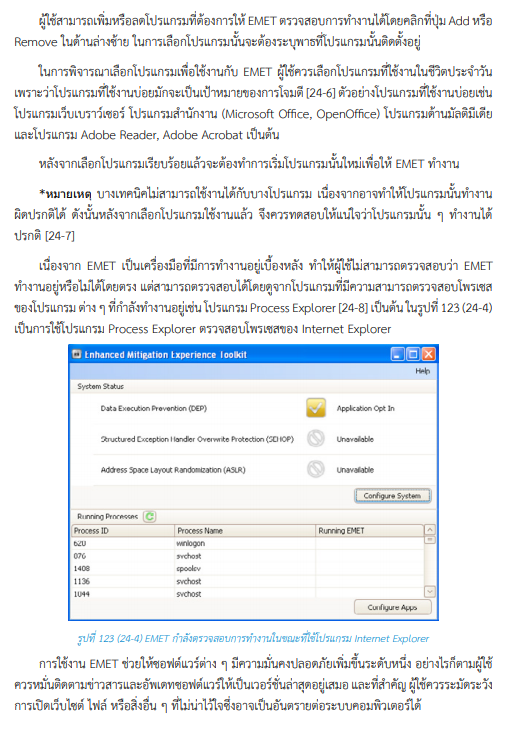 ผู้ใช้สามารถเพิ่มหรือลดโปรแกรมที่ต้องการให้ EMET ตรวจสอบการทำงานได้โดยคลิกที่ปุ่ม Add หรือ
Remove ในด้านล่างซ้าย ในการเลือกโปรแกรมนั้นจะต้องระบุพาธที่โปรแกรมนั้นติดตั้งอยู่
ในการพิจารณาเลือกโปรแกรมเพื่อใช้งานกับ EMET ผู้ใช้ควรเลือกโปรแกรมที่ใช้งานในชีวิตประจำวัน
เพราะว่าโปรแกรมที่ใช้งานบ่อยมักจะเป็นเป้าหมายของการโจมตี [24-6] ตัวอย่างโปรแกรมที่ใช้งานบ่อยเช่น
โปรแกรมเว็บเบราว์เซอร์ โปรแกรมสำนักงาน (Microsoft Office, OpenOffice) โปรแกรมด้านมัลติมีเดีย
และโปรแกรม Adobe Reader, Adobe Acrobat เป็นต้น
หลังจากเลือกโปรแกรมเรียบร้อยแล้วจะต้องทำการเริ่มโปรแกรมนั้นใหม่เพื่อให้ EMET ทำงาน
*หมายเหตุ บางเทคนิคไม่สามารถใช้งานได้กับบางโปรแกรม เนื่องจากอาจทำให้โปรแกรมนั้นทำงาน
ผิดปรกติได้ ดังนั้นหลังจากเลือกโปรแกรมใช้งานแล้ว จึงควรทดสอบให้แน่ใจว่าโปรแกรมนั้น ๆ ทำงานได้
ปรกติ [24-7]
เนื่องจาก EMET เป็นเครื่องมือที่มีการทำงานอยู่เบื้องหลัง ทำให้ผู้ใช้ไม่สามารถตรวจสอบว่า EMET
ทำงานอยู่หรือไม่ได้โดยตรง แต่สามารถตรวจสอบได้โดยดูจากโปรแกรมที่มีความสามารถตรวจสอบโพรเซส
ของโปรแกรม ต่าง ๆ ที่กำลังทำงานอยู่เช่น โปรแกรม Process Explorer [24-8] เป็นต้น ในรูปที่ 123 (24-4)
เป็นการใช้โปรแกรม Process Explorer ตรวจสอบโพรเซสของ Internet Explorer
Enhanced Mitigation Experience Toolkit
Help
System Status
Data Execution Prevention (DEP) Application Opt In
Structured Exception Handler Overwrite Protection (SEHOP) Unavailable
Address Space Layout Randomization (ASLR) Unavailable
Configure System
Running Processes
Process ID Process Name Running EMET
620 winlogon
876 svchost
1408 spoolsv
1136 svchost
1044 svchost
Configure Apps
รูปที่ 123 (24-4) EMET กำลังตรวจสอบการทำงานในขณะที่ใช้โปรแกรม Internet Explorer
การใช้งาน EMET ช่วยให้ซอฟต์แวร์ต่าง ๆ มีความมั่นคงปลอดภัยเพิ่มขึ้นระดับหนึ่ง อย่างไรก็ตามผู้ใช้
ควรหมั่นติดตามข่าวสารและอัพเดทซอฟต์แวร์ให้เป็นเวอร์ชั่นล่าสุดอยู่เสมอ และที่สำคัญ ผู้ใช้ควรระมัดระวัง
การเปิดเว็บไซต์ ไฟล์ หรือสิ่งอื่น ๆ ที่ไม่น่าไว้ใจซึ่งอาจเป็นอันตรายต่อระบบคอมพิวเตอร์ได้